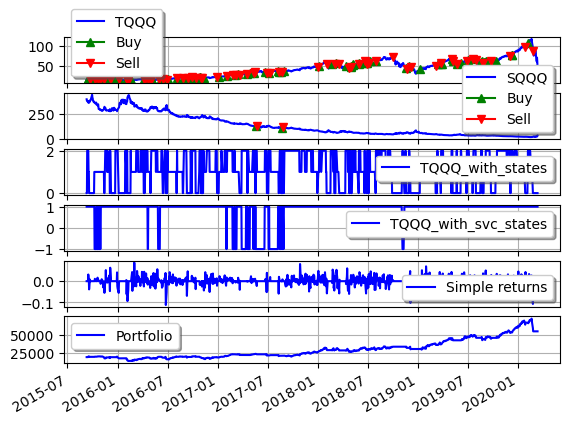 TQQQ
Buy
Sell
100
50
SQQQ
Buy
Sell
250
0
2
0
TQQQ_with_states
1
0
−1
TQQQ_with_svc_states
0.0
−0.1
Simple returns
50000
25000
Portfolio
2015-07
2016-01
2016-07
2017-01
2017-07
2018-01
2018-07
2019-01
2019-07
2020-01